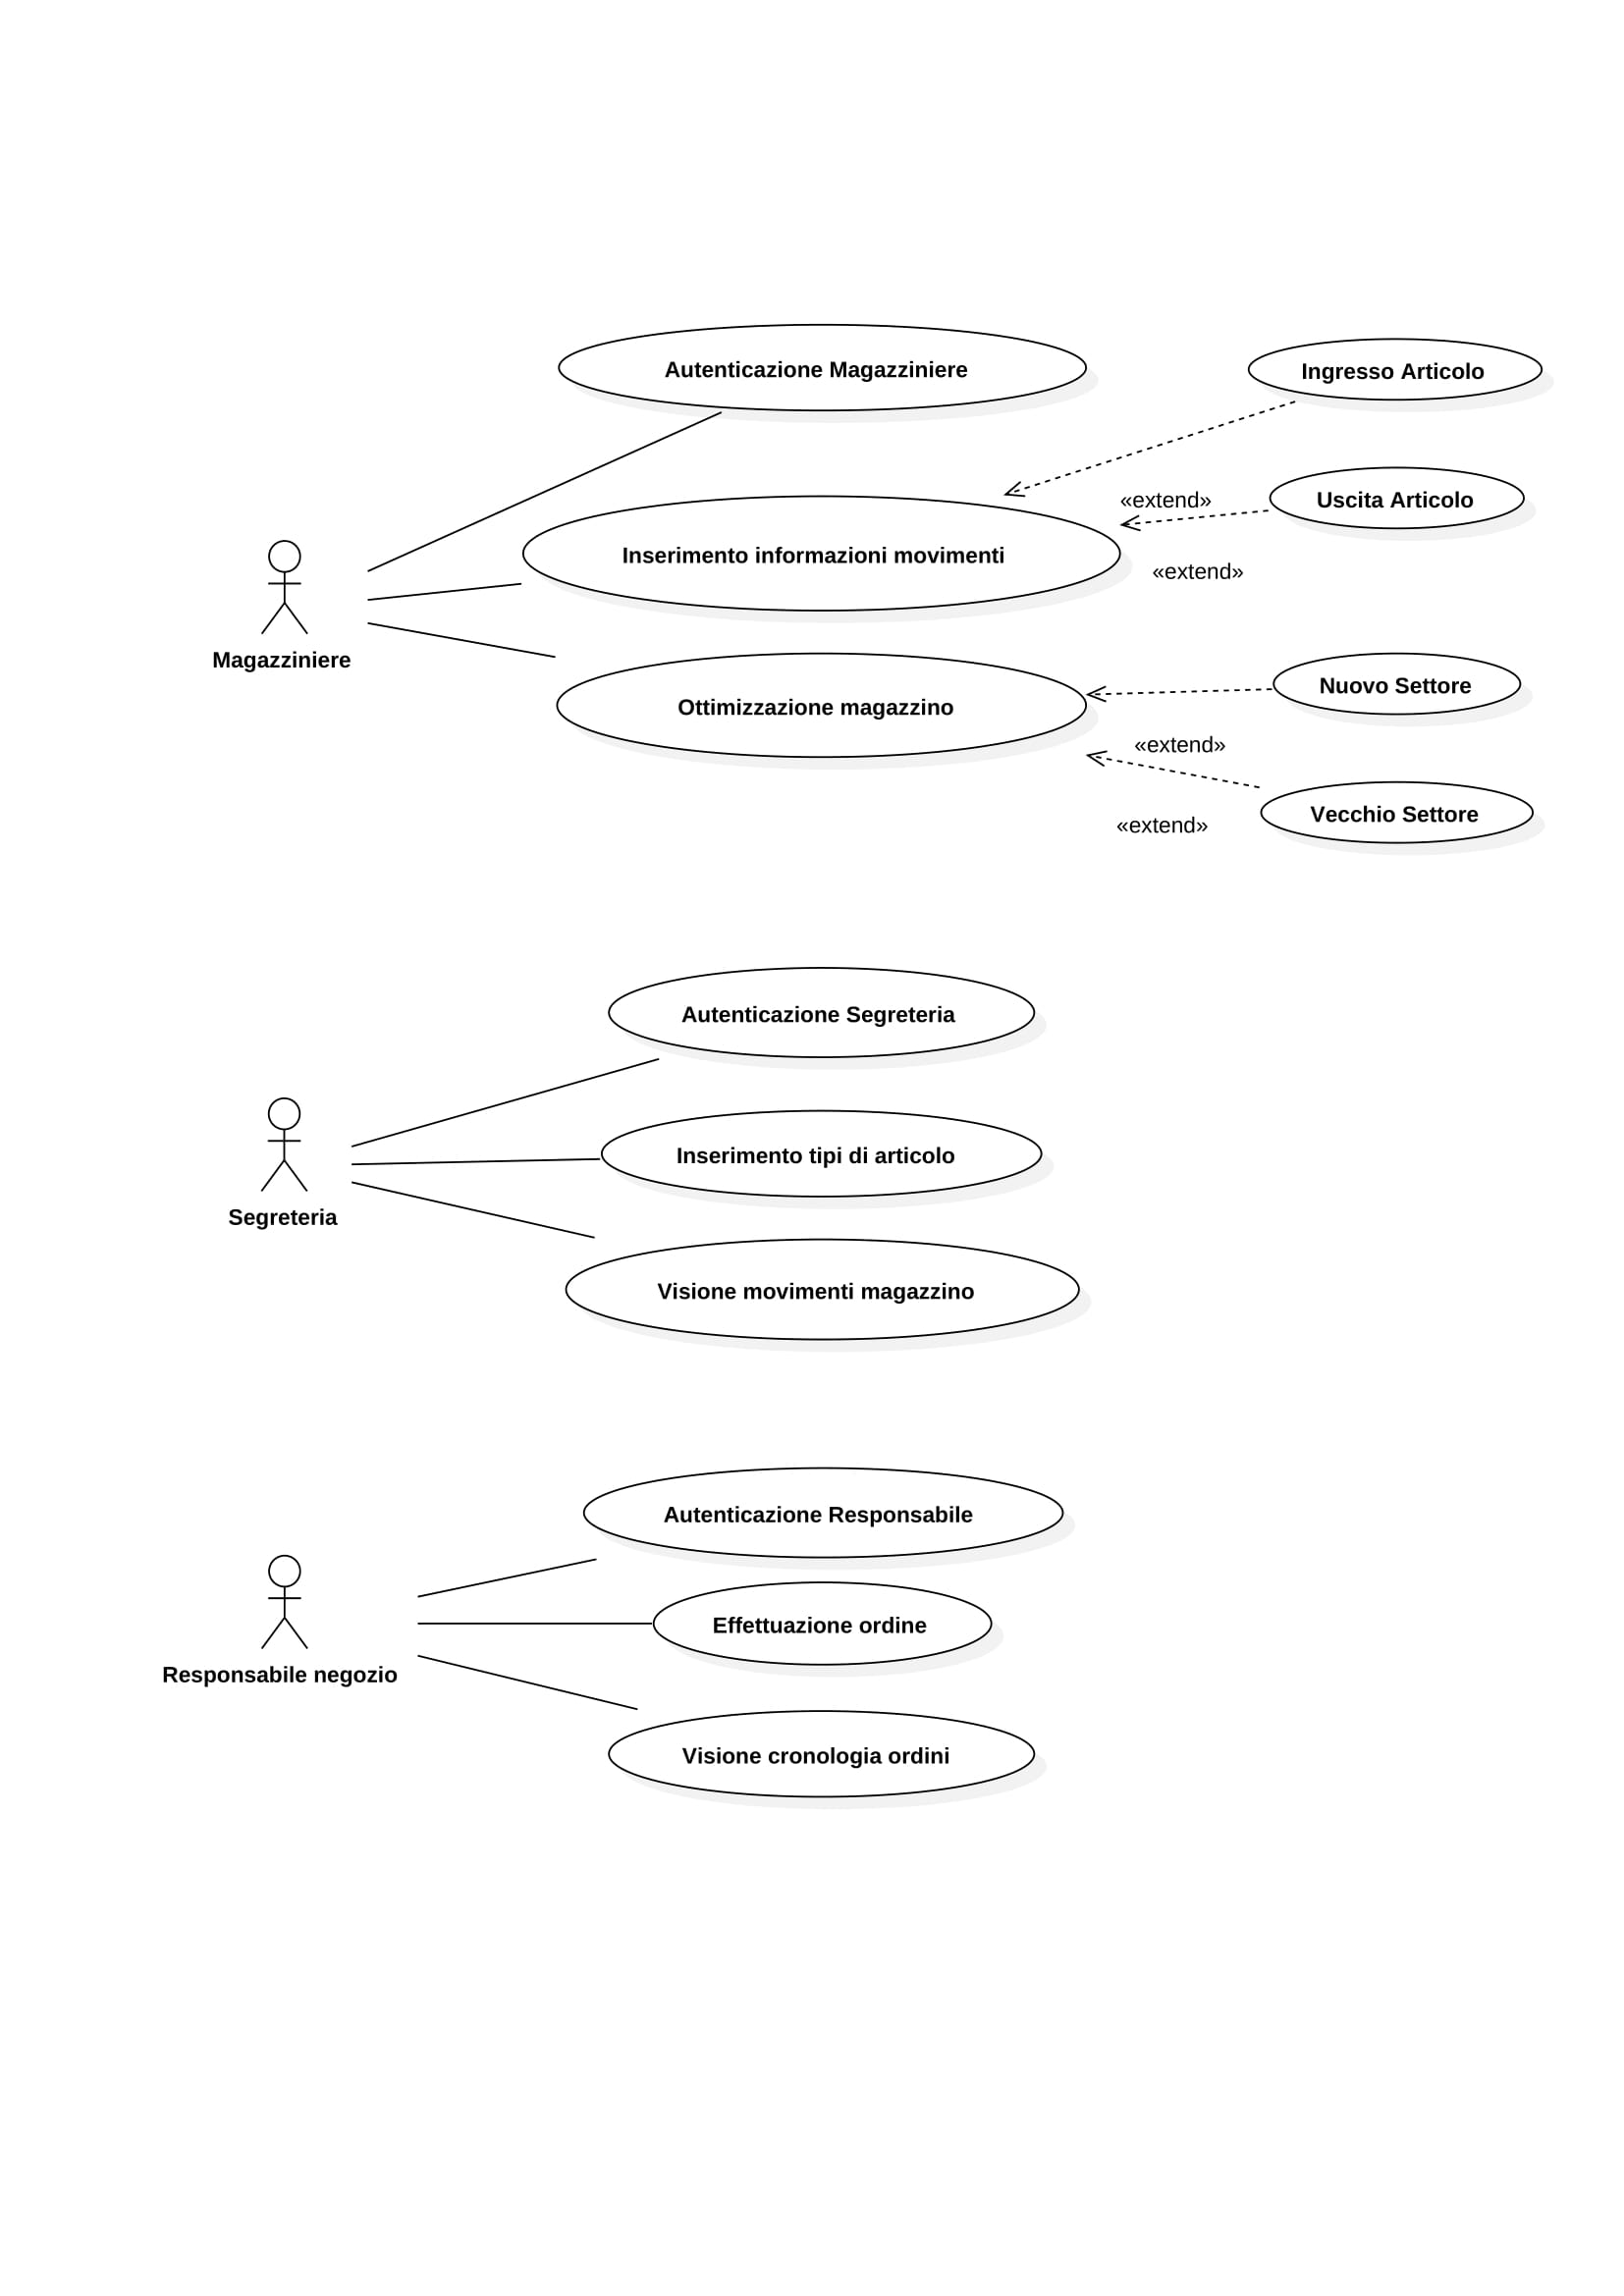 Autenticazione Magazziniere
Ingresso Articolo
«extend»
Uscita Articolo
Inserimento informazioni movimenti
«extend»
Magazziniere
Nuovo Settore
Ottimizzazione magazzino
«extend»
Vecchio Settore
«extend»
Autenticazione Segreteria
Inserimento tipi di articolo
Segreteria
Visione movimenti magazzino
Autenticazione Responsabile
Effettuazione ordine
Responsabile negozio
Visione cronologia ordini